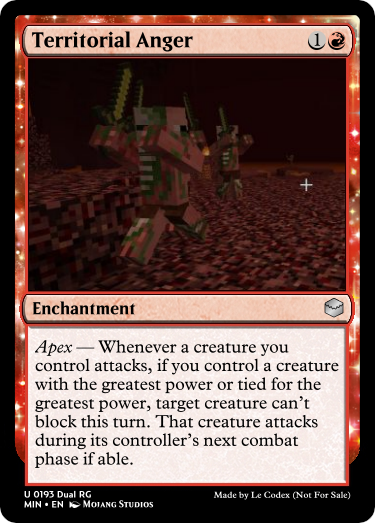 Territorial Anger 1
Enchantment
Apex — Whenever a creature you
control attacks, if you control a creature
with the greatest power or tied for the
greatest power, target creature can't
block this turn. That creature attacks
during its controller's next combat
phase if able.
U 0193 Dual RG
MIN • EN Mojang Studios
Made by Le Codex (Not For Sale)